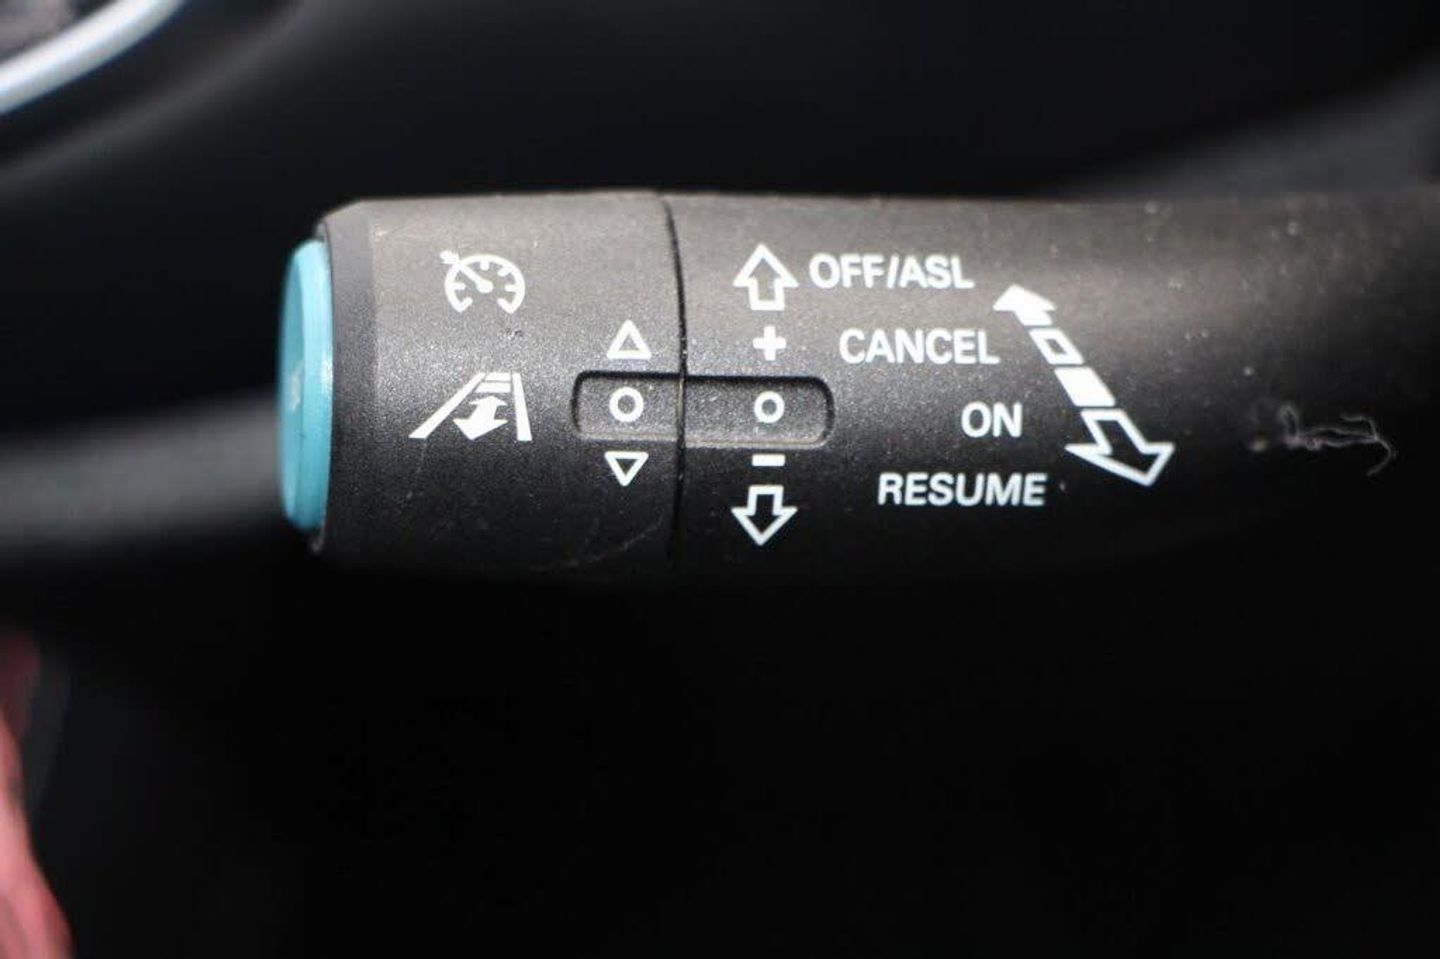 OFF/ASL
+
CANCEL
O O
ON
−
RESUME